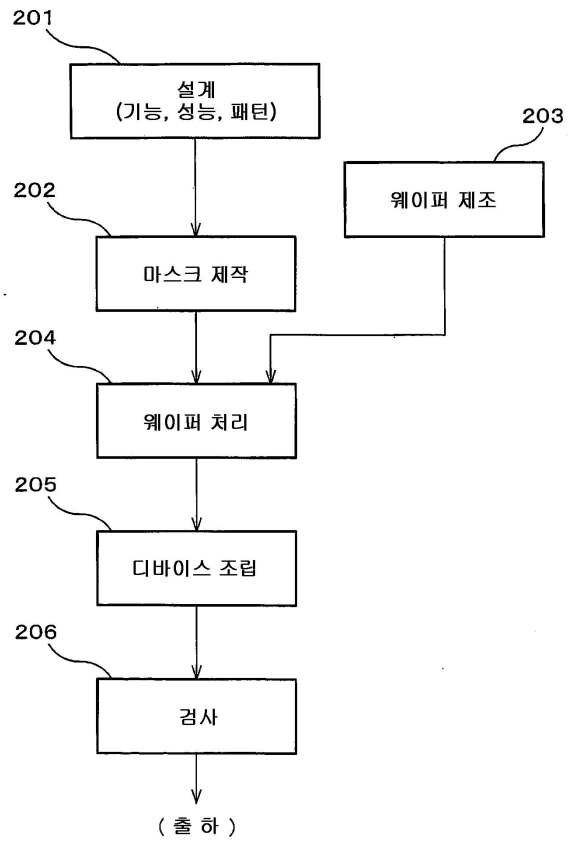 201
설계
(기능, 성능, 패턴)
203
웨이퍼 제조
202
마스크 제작
204
웨이퍼 처리
205
디바이스 조립
206
검사
( 출 하 )